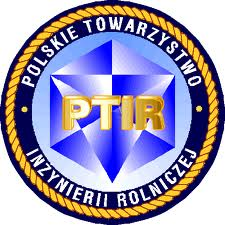 POLSKIE TOWARZYSTWO
PTIR
INŻYNIERII ROLNICZEJ